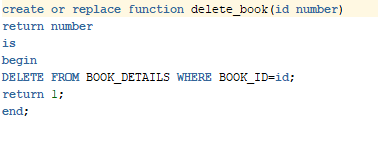 create or replace function delete_book(id number)
return number
is
begin
DELETE FROM BOOK_DETAILS WHERE BOOK_ID=id;
return 1;
end;